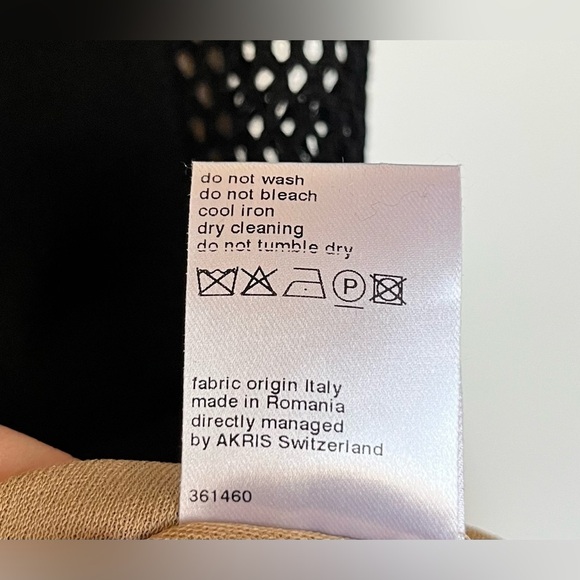 do not wash
do not bleach
cool iron
dry cleaning
do not tumble dry
P
fabric origin Italy
made in Romania
directly managed
by AKRIS Switzerland
361460